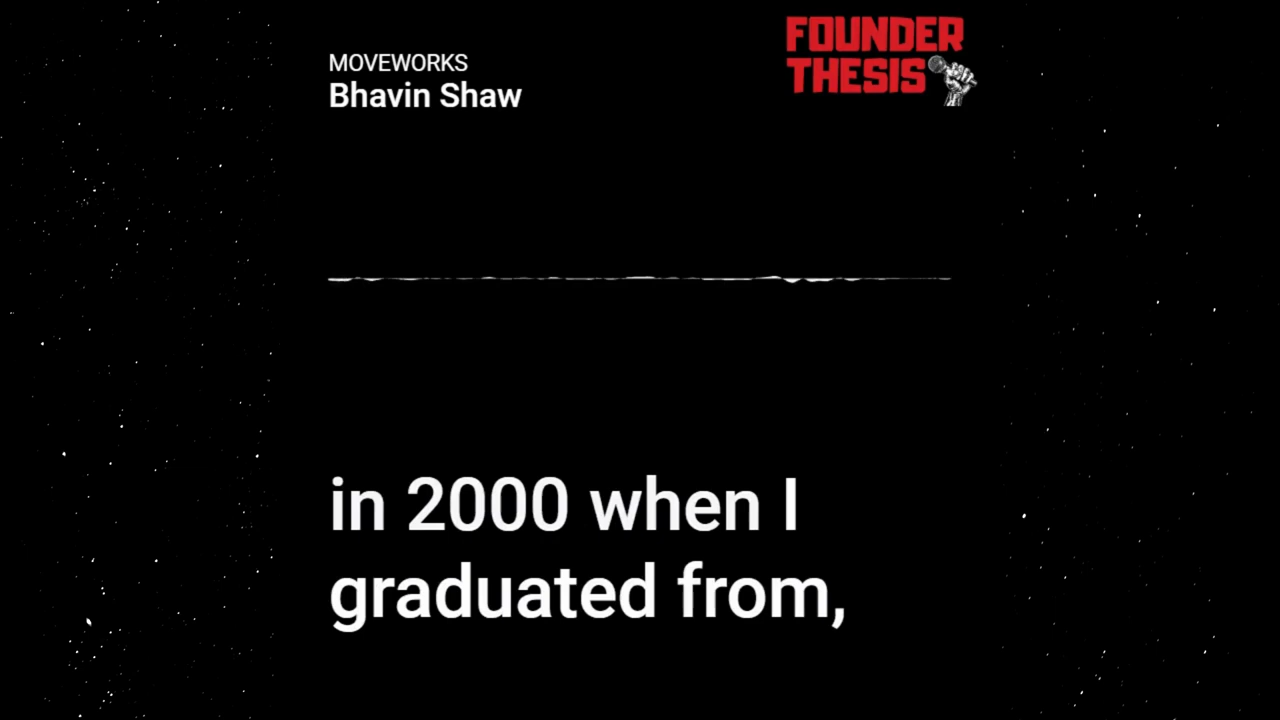 MOVEWORKS
Bhavin Shaw
FOUNDER
THESIS
in 2000 when I
graduated from,